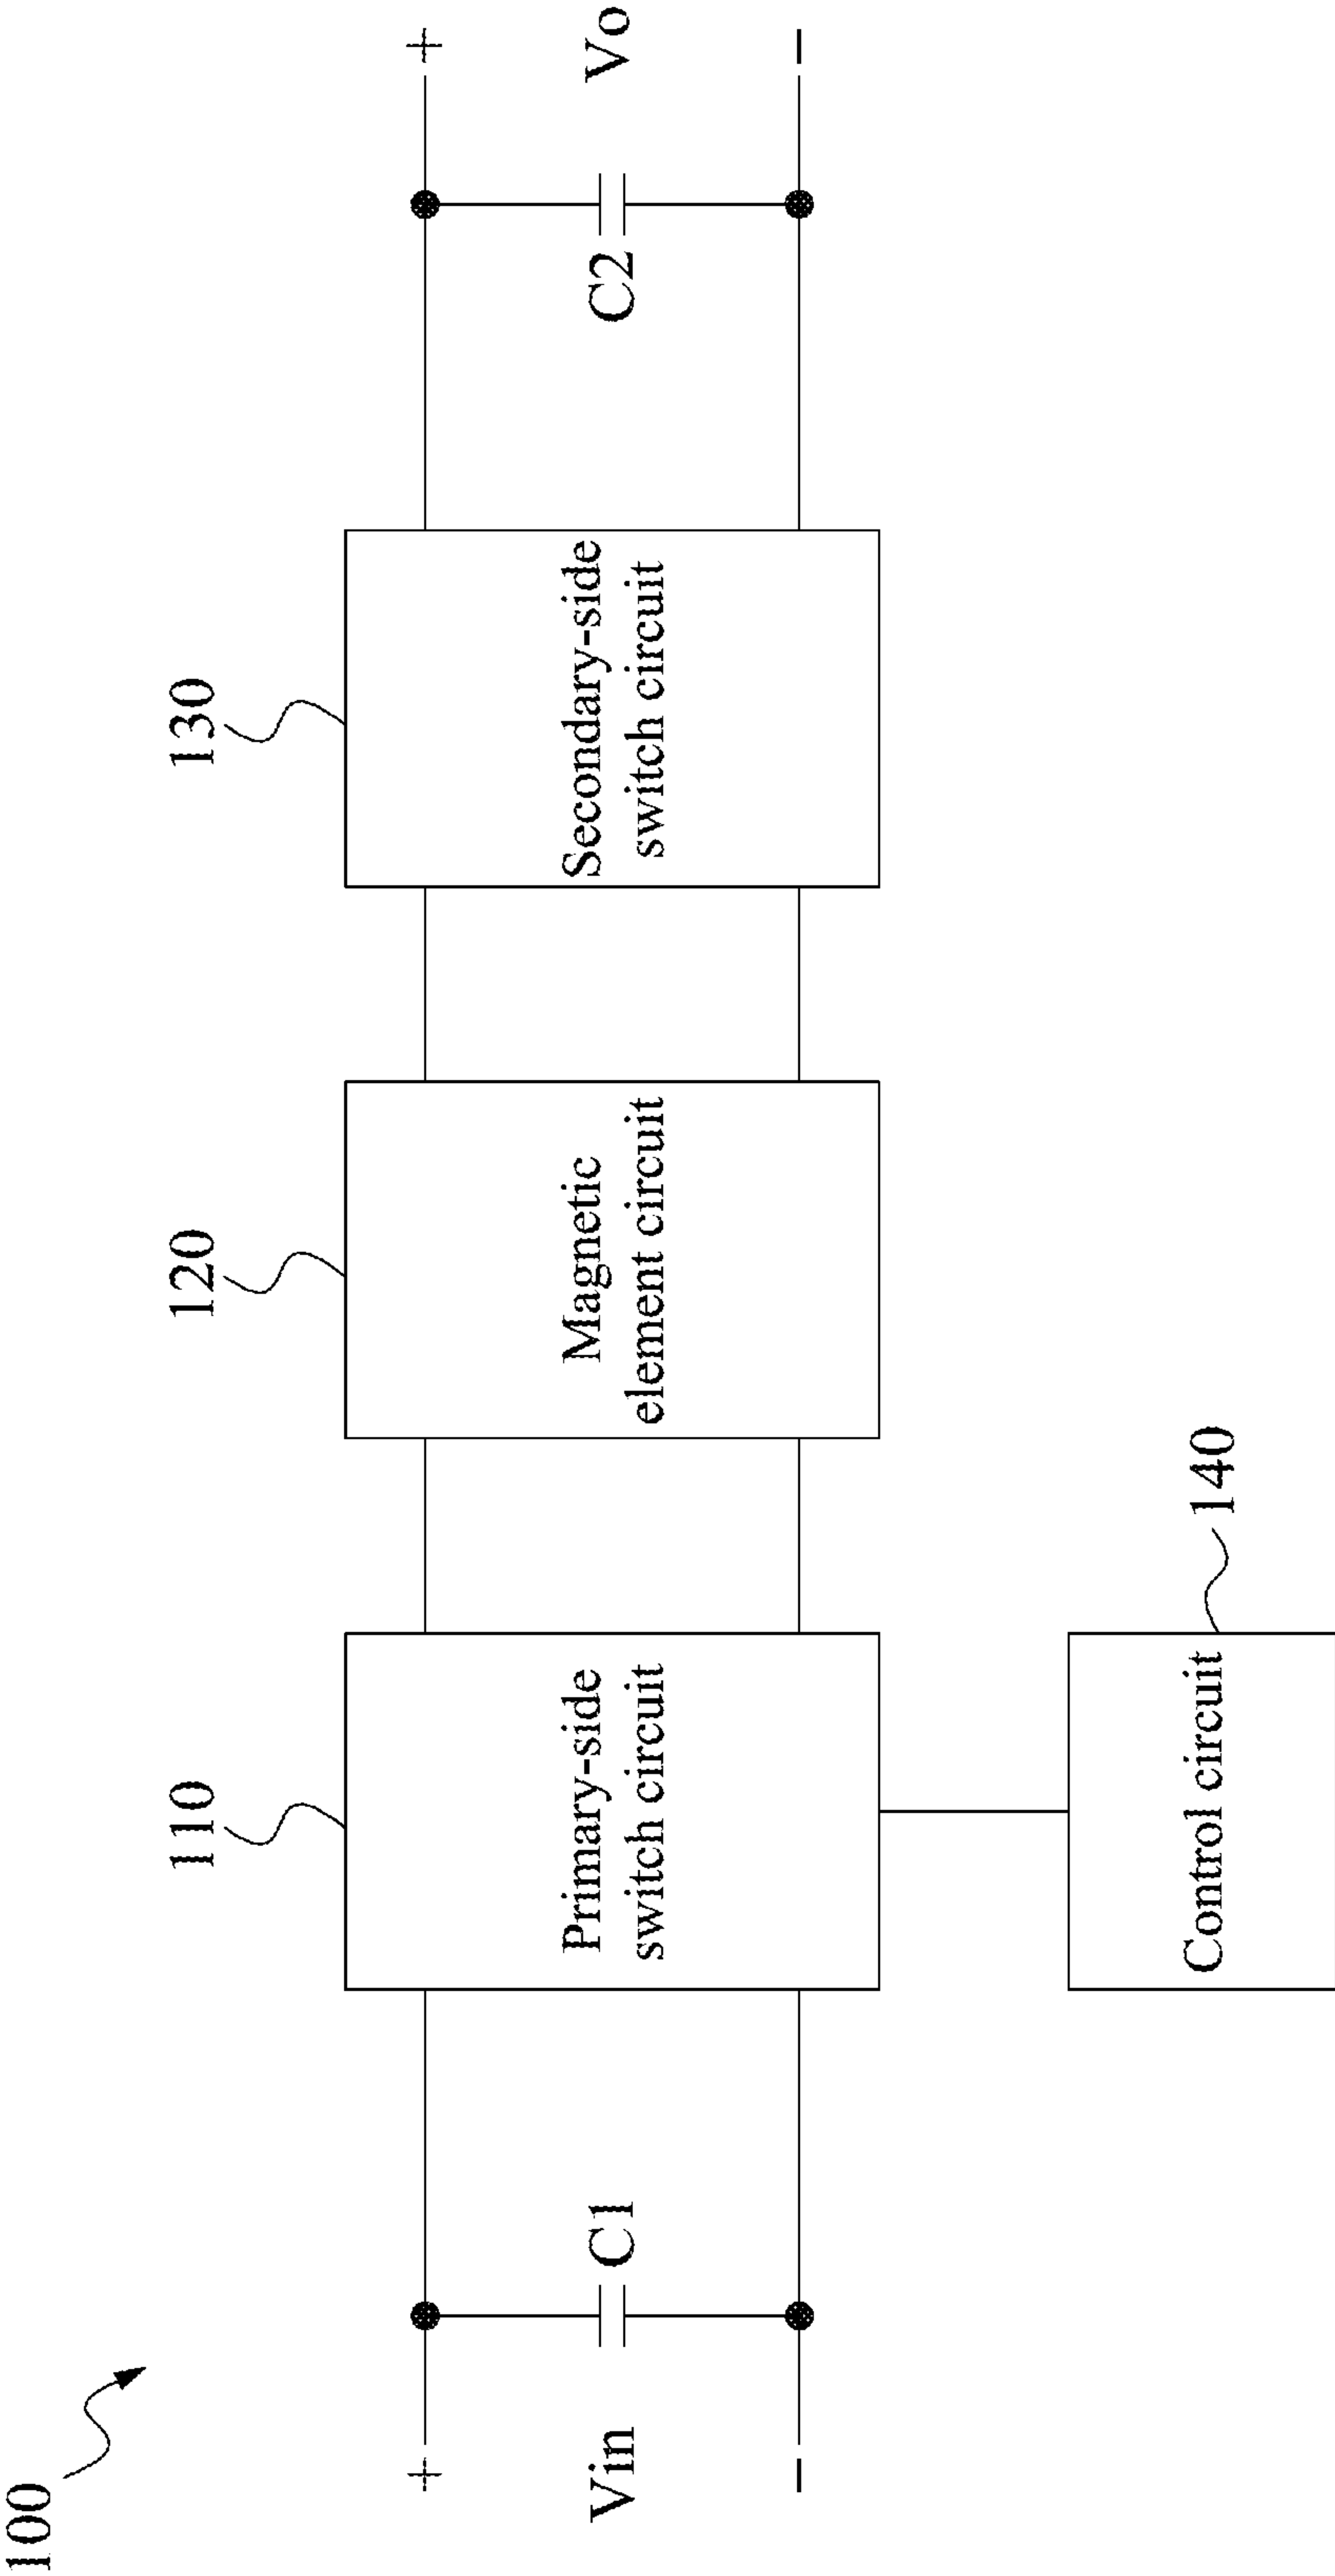 100
110
120
130
+
+
Vin
C1
Primary-side
switch circuit
Magnetic
element circuit
Secondary-side
switch circuit
C2
Vo
−
−
Control circuit
140